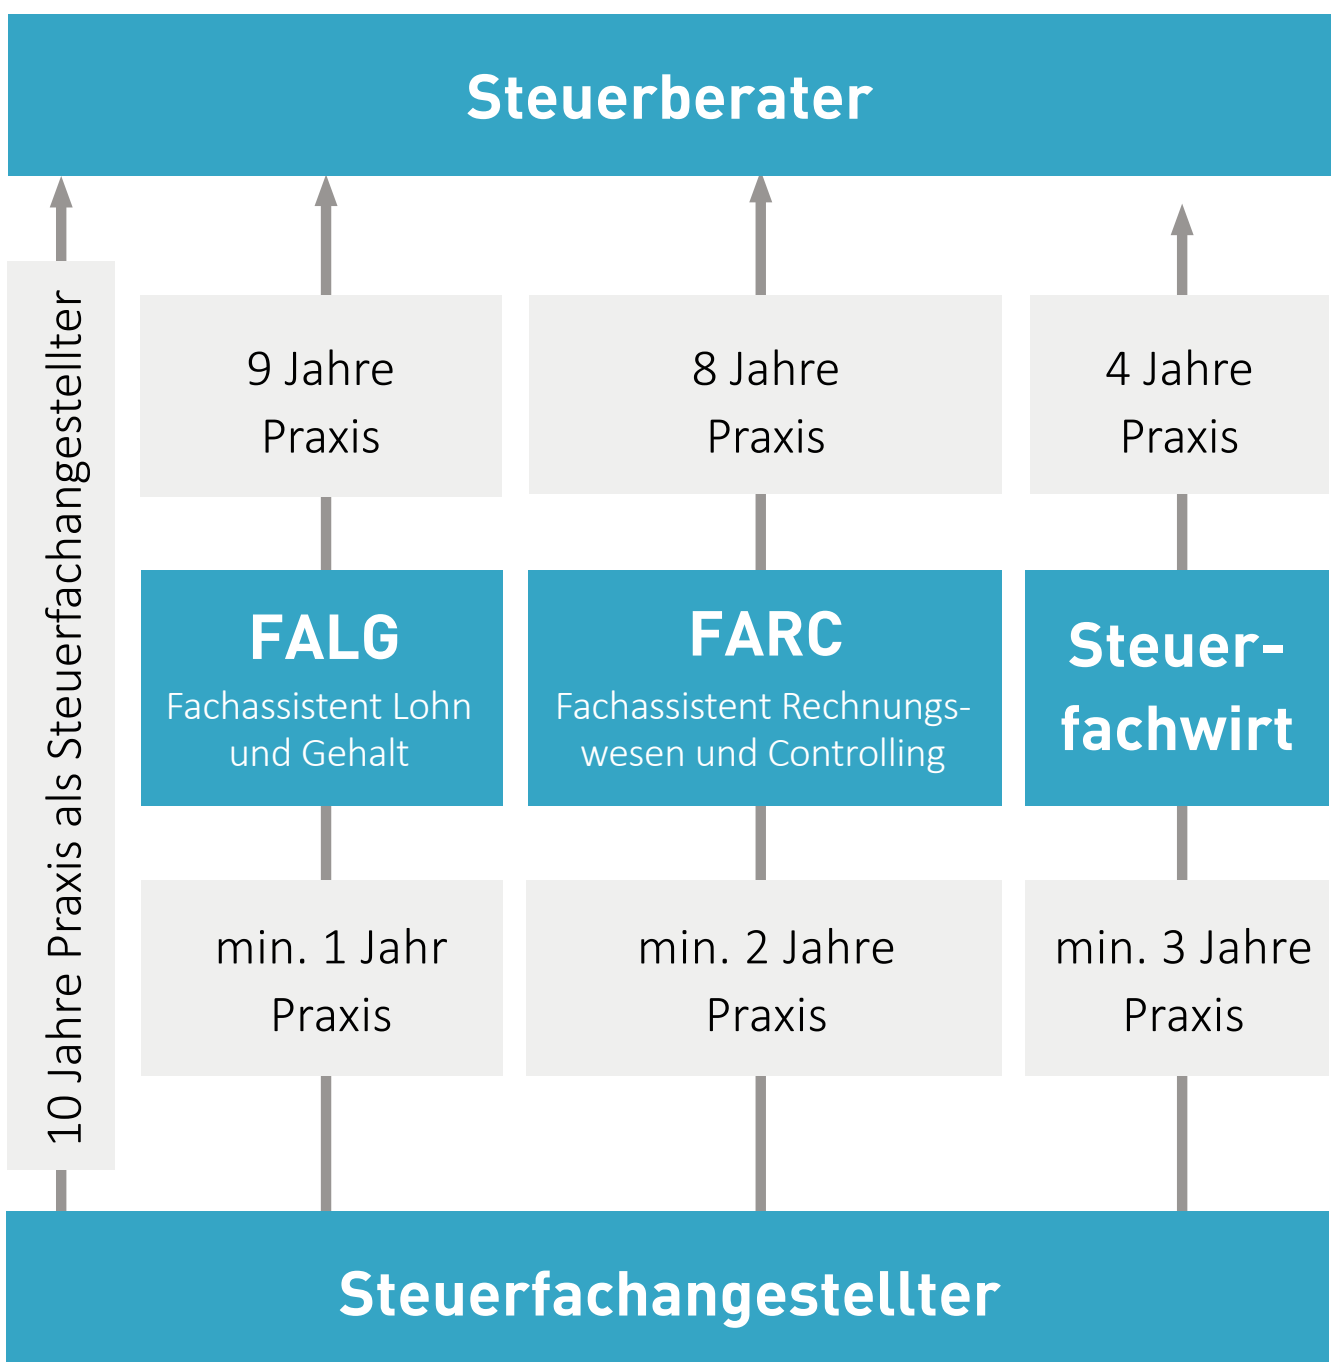 Steuerberater
10 Jahre Praxis als Steuerfachangestellter
9 Jahre
Praxis
8 Jahre
Praxis
4 Jahre
Praxis
FALG
Fachassistent Lohn
und Gehalt
FARC
Fachassistent Rechnungs-
wesen und Controlling
Steuer-
fachwirt
min. 1 Jahr
Praxis
min. 2 Jahre
Praxis
min. 3 Jahre
Praxis
Steuerfachangestellter